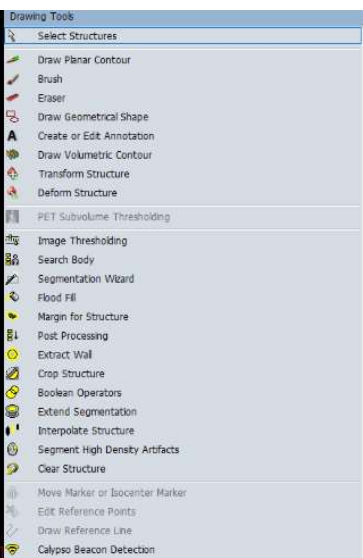 Drawing Tools
Select Structures
Draw Planar Contour
Brush
Eraser
Draw Geometrical Shape
A Create or Edit Annotation
Draw Volumetric Contour
Transform Structure
Deform Structure
PET Subvolume Thresholding
Image Thresholding
Search Body
Segmentation Wizard
Flood Fill
Margin for Structure
Post Processing
Extract Wall
Crop Structure
Boolean Operators
Extend Segmentation
Interpolate Structure
Segment High Density Artifacts
Clear Structure
Move Marker or Isocenter Marker
Edit Reference Points
Draw Reference Line
Calypso Beacon Detection